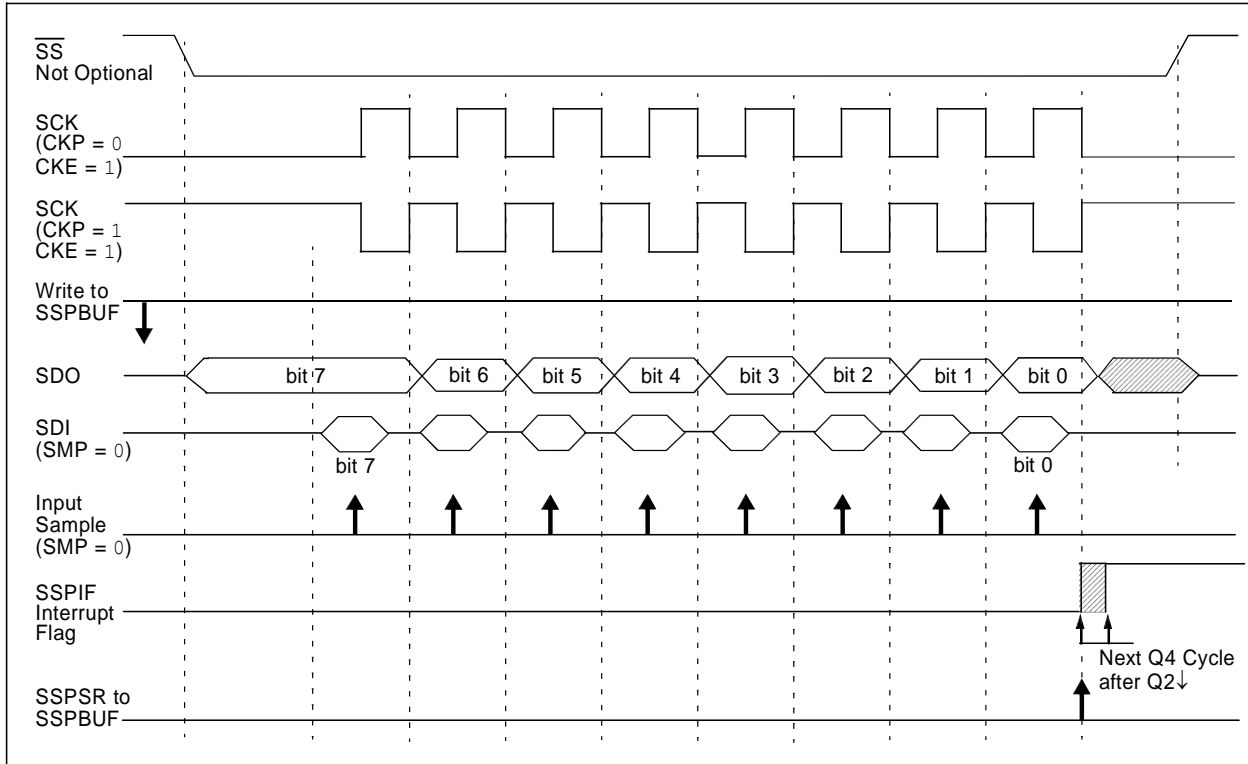 SS
Not Optional
SCK
(CKP = 0
CKE = 1)
SCK
(CKP = 1
CKE = 1)
Write to
SSPBUF
SDO
bit 7
bit 6
bit 5
bit 4
bit 3
bit 2
bit 1
bit 0
SDI
(SMP = 0)
bit 7
bit 0
Input
Sample
(SMP = 0)
SSPIF
Interrupt
Flag
Next Q4 Cycle
after Q2↓
SSPSR to
SSPBUF